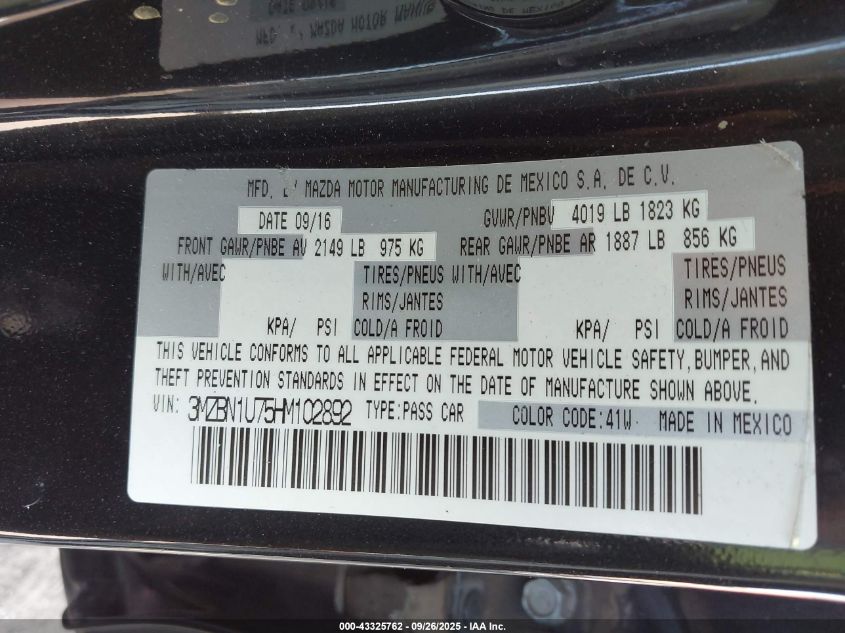 MFD. BY MAZDA MOTOR MANUFACTURING DE MEXICO S.A. DE C.V.
DATE 09/16 GVWR/PNBV 4019 LB 1823 KG
FRONT GAWR/PNBE AV 2149 LB 975 KG REAR GAWR/PNBE AR 1887 LB 856 KG
WITH/AVEC TIRES/PNEUS WITH/AVEC TIRES/PNEUS
RIMS/JANTES RIMS/JANTES
KPA/ PSI COLD/A FROID KPA/ PSI COLD/A FROID
THIS VEHICLE CONFORMS TO ALL APPLICABLE FEDERAL MOTOR VEHICLE SAFETY, BUMPER, AND
THEFT PREVENTION STANDARDS IN EFFECT ON THE DATE OF MANUFACTURE SHOWN ABOVE.
VIN: 3MZBN1U75HM102892 TYPE:PASS CAR COLOR CODE:41W MADE IN MEXICO
000-43325762 - 09/26/2025 - IAA Inc.